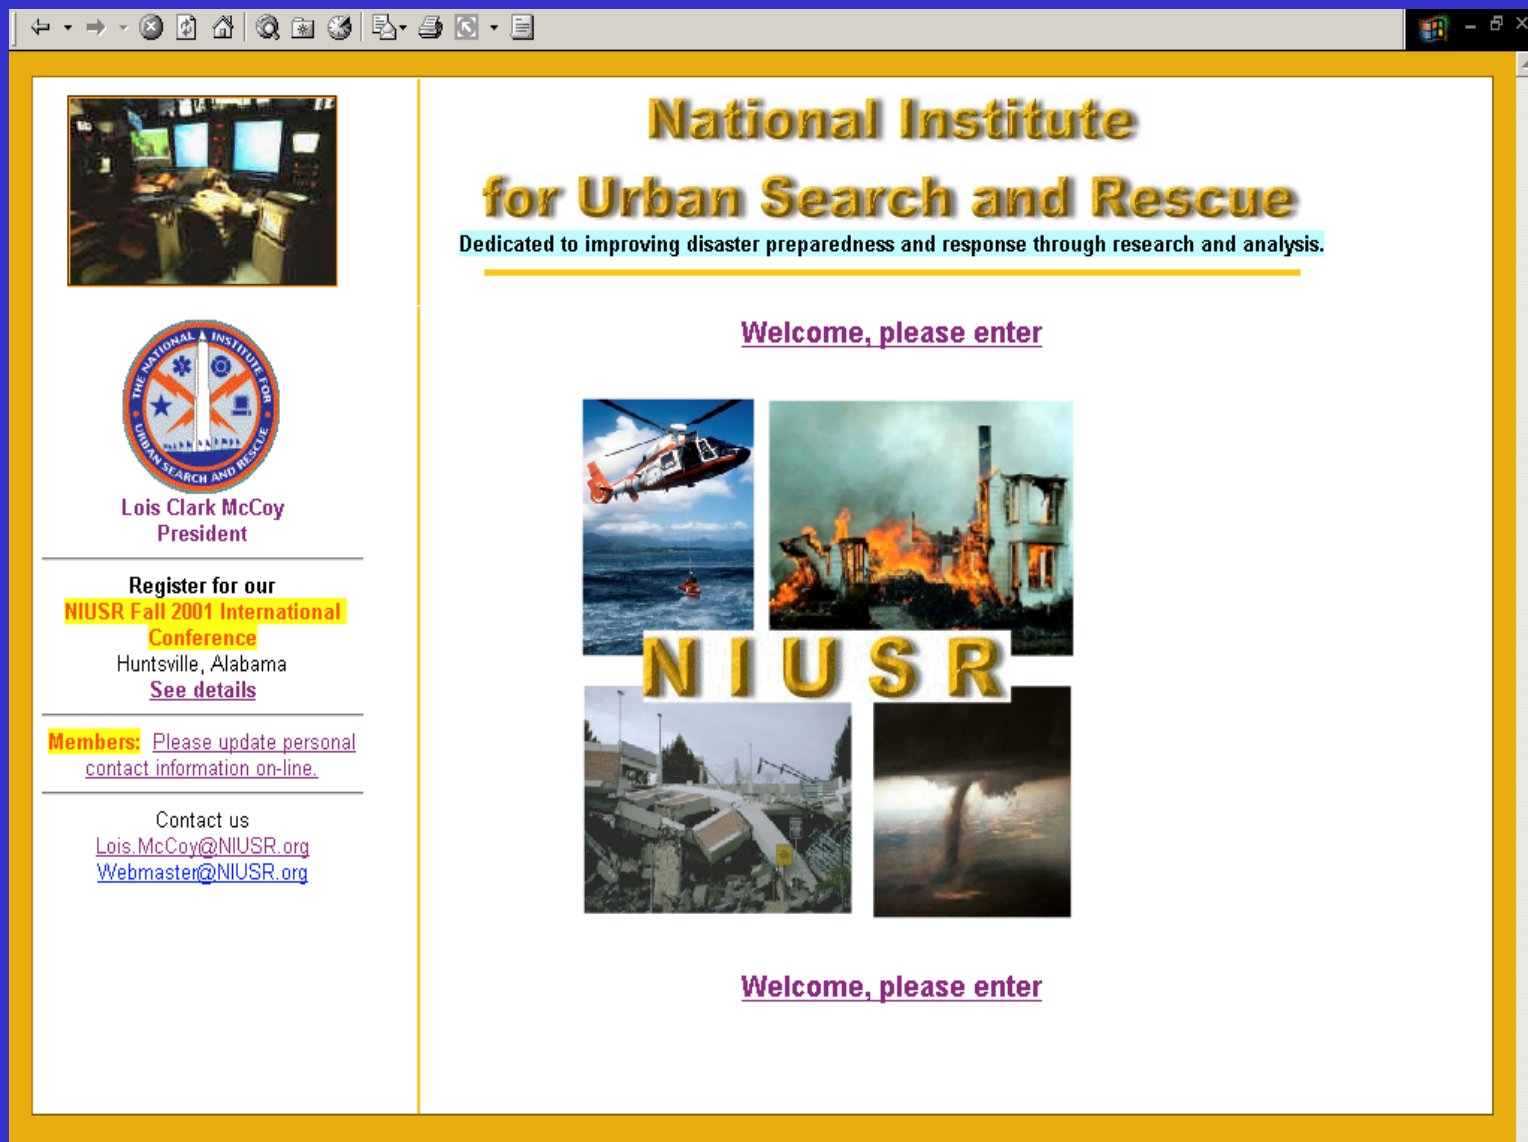 National Institute
for Urban Search and Rescue
Dedicated to improving disaster preparedness and response through research and analysis.
Welcome, please enter
THE NATIONAL INSTITUTE FOR
URBAN SEARCH AND RESCUE
Lois Clark McCoy
President
Register for our
NIUSR Fall 2001 International
Conference
Huntsville, Alabama
See details
Members: Please update personal
contact information on-line.
Contact us
Lois.McCoy@NIUSR.org
Webmaster@NIUSR.org
NIUSR
Welcome, please enter